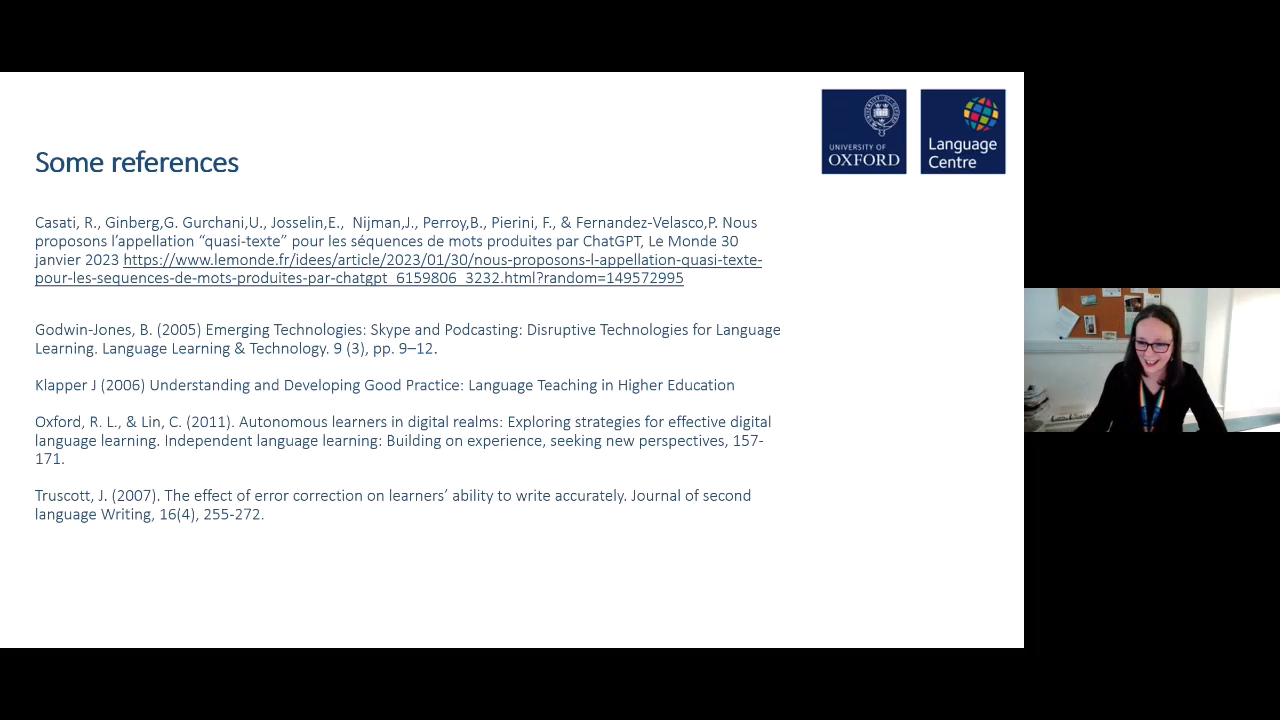 UNIVERSITY OF
OXFORD
Language
Centre
Some references
Casati, R., Ginberg,G. Gurchani,U., Josselin,E.,  Nijman,J., Perroy,B., Pierini, F., & Fernandez-Velasco,P. Nous
proposons l’appellation “quasi-texte” pour les séquences de mots produites par ChatGPT, Le Monde 30
janvier 2023 https://www.lemonde.fr/idees/article/2023/01/30/nous-proposons-l-appellation-quasi-texte-
pour-les-sequences-de-mots-produites-par-chatgpt_6159806_3232.html?random=149572995
Godwin-Jones, B. (2005) Emerging Technologies: Skype and Podcasting: Disruptive Technologies for Language
Learning. Language Learning & Technology. 9 (3), pp. 9–12.
Klapper J (2006) Understanding and Developing Good Practice: Language Teaching in Higher Education
Oxford, R. L., & Lin, C. (2011). Autonomous learners in digital realms: Exploring strategies for effective digital
language learning. Independent language learning: Building on experience, seeking new perspectives, 157-
171.
Truscott, J. (2007). The effect of error correction on learners’ ability to write accurately. Journal of second
language Writing, 16(4), 255-272.